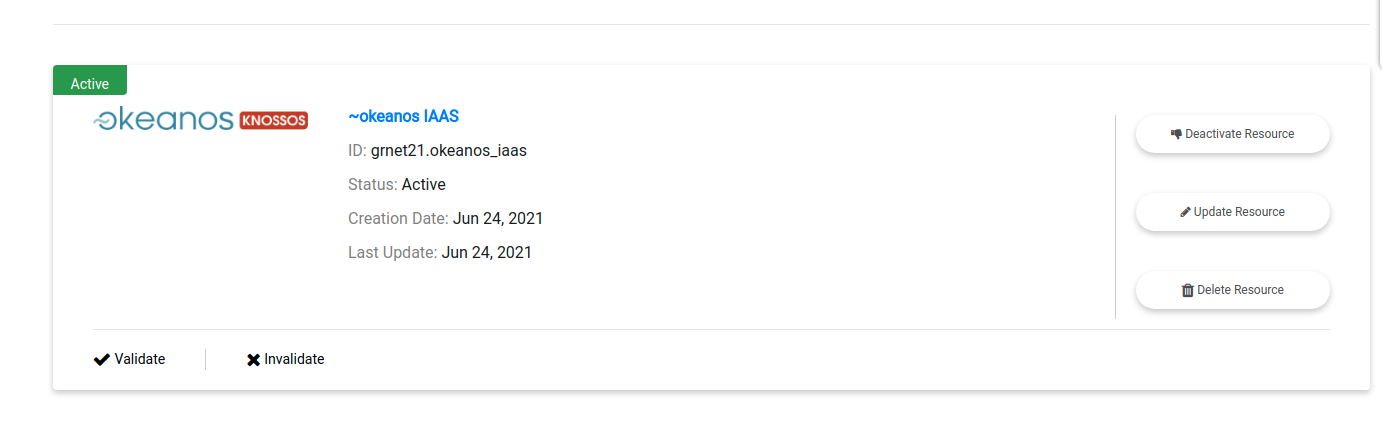 Active
~okeanos KNOSSOS
~okeanos IAAS
ID: grnet21.okeanos_iaas
Status: Active
Creation Date: Jun 24, 2021
Last Update: Jun 24, 2021
Deactivate Resource
Update Resource
Delete Resource
Validate
Invalidate